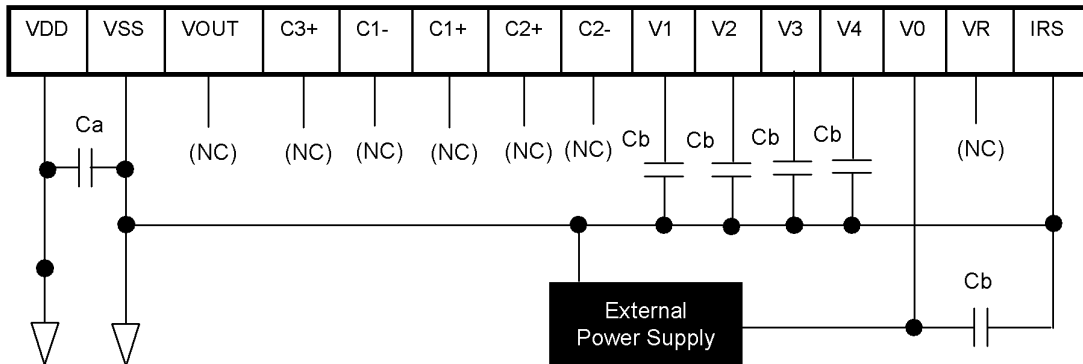 VDD VSS VOUT C3+ C1- C1+ C2+ C2- V1 V2 V3 V4 V0 VR IRS
Ca
(NC) (NC) (NC) (NC) (NC) (NC) Cb Cb Cb Cb (NC)
Cb
External
Power Supply